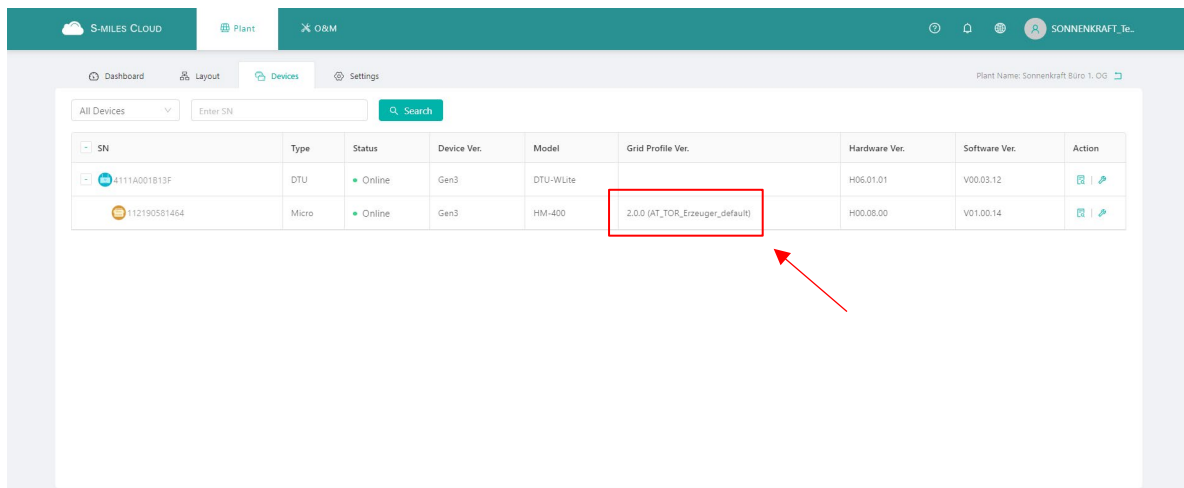 S-MILES CLOUD Plant O&M SONNENKRAFT_Te..
Dashboard Layout Devices Settings Plant Name: Sonnenkraft Büro 1. OG
All Devices Enter SN Search
SN Type Status Device Ver. Model Grid Profile Ver. Hardware Ver. Software Ver. Action
4111A001B13F DTU Online Gen3 DTU-WLite H06.01.01 V00.03.12
112190581464 Micro Online Gen3 HM-400 2.0.0 (AT_TOR_Erzeuger_default) H00.08.00 V01.00.14